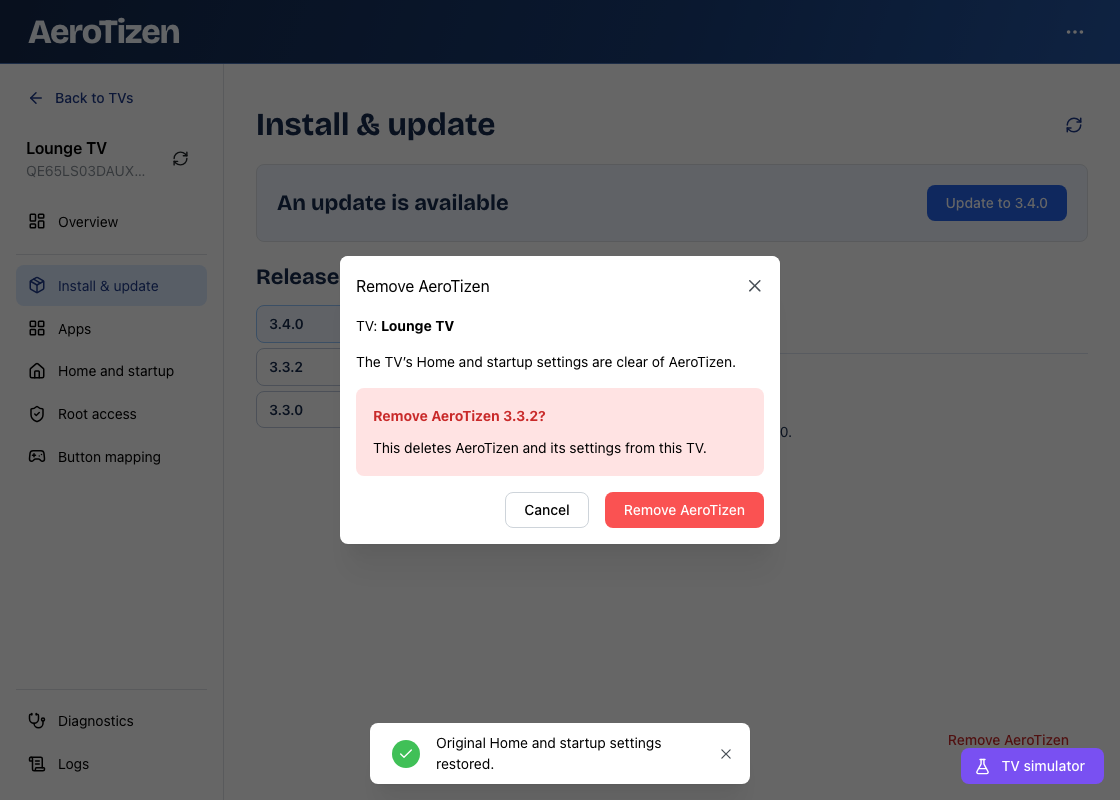 AeroTizen
Back to TVs
Lounge TV
QE65LS03DAUX...
Overview
Install & update
Apps
Home and startup
Root access
Button mapping
Diagnostics
Logs
Install & update
An update is available
Update to 3.4.0
Release
3.4.0
3.3.2
3.3.0
0.
Remove AeroTizen
TV: Lounge TV
The TV's Home and startup settings are clear of AeroTizen.
Remove AeroTizen 3.3.2?
This deletes AeroTizen and its settings from this TV.
Cancel
Remove AeroTizen
Original Home and startup settings
restored.
Remove AeroTizen
TV simulator